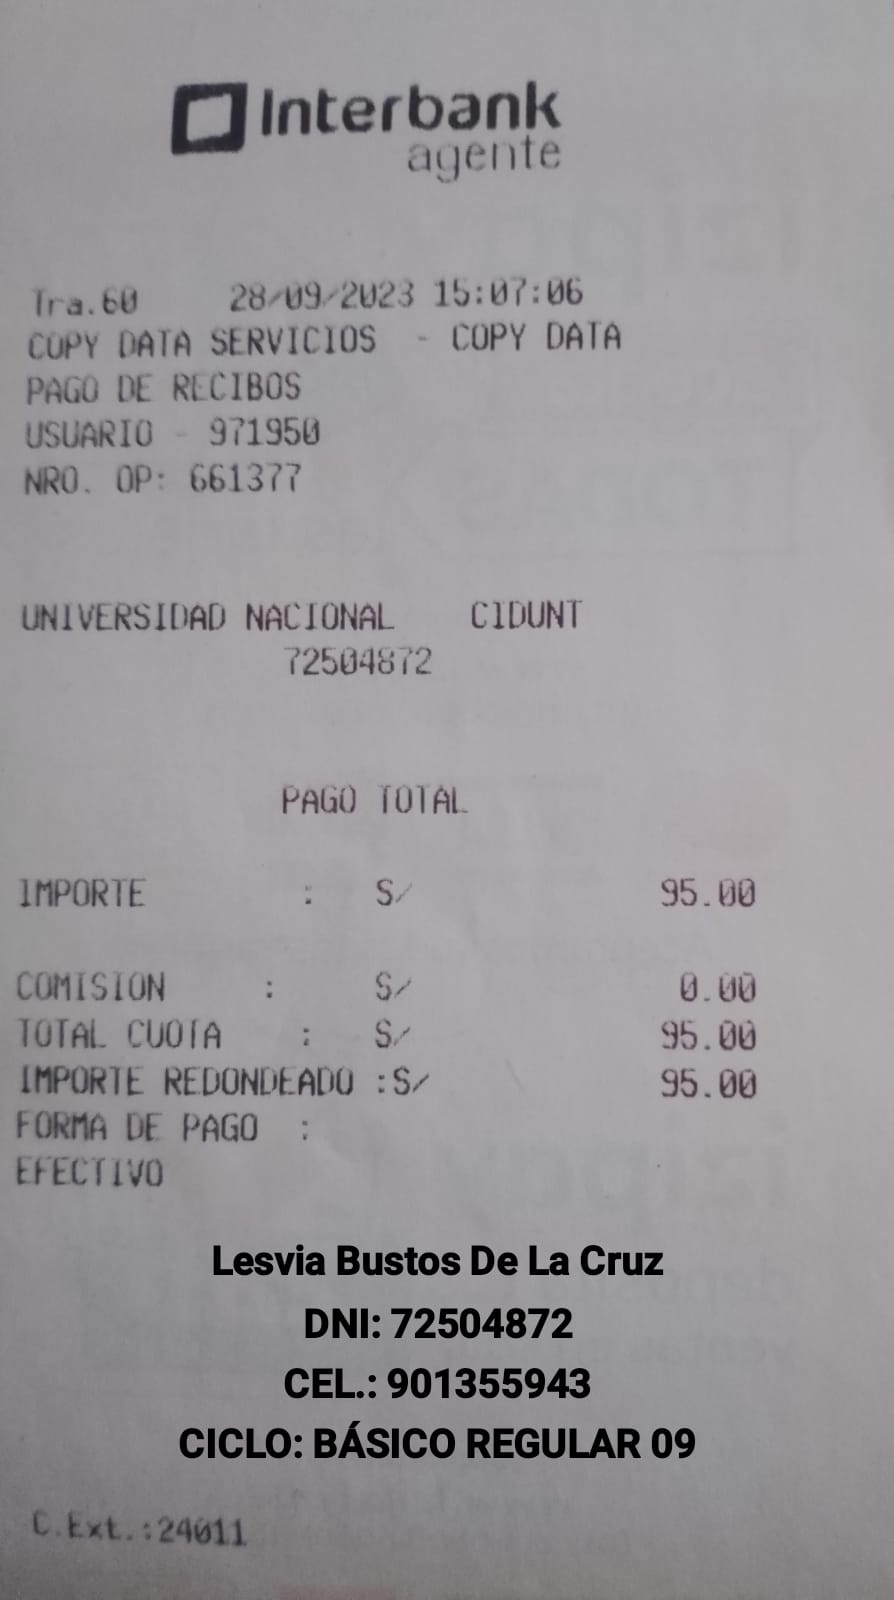 Interbank
agente
Tra.60 28/09/2023 15:07:06
COPY DATA SERVICIOS - COPY DATA
PAGO DE RECIBOS
USUARIO - 971950
NRO. OP: 661377
UNIVERSIDAD NACIONAL CIDUNT
72504872
PAGO TOTAL
IMPORTE : S/ 95.00
COMISION : S/ 0.00
TOTAL CUOTA : S/ 95.00
IMPORTE REDONDEADO :S/ 95.00
FORMA DE PAGO :
EFECTIVO
Lesvia Bustos De La Cruz
DNI: 72504872
CEL.: 901355943
CICLO: BÁSICO REGULAR 09
C.Ext.:24011